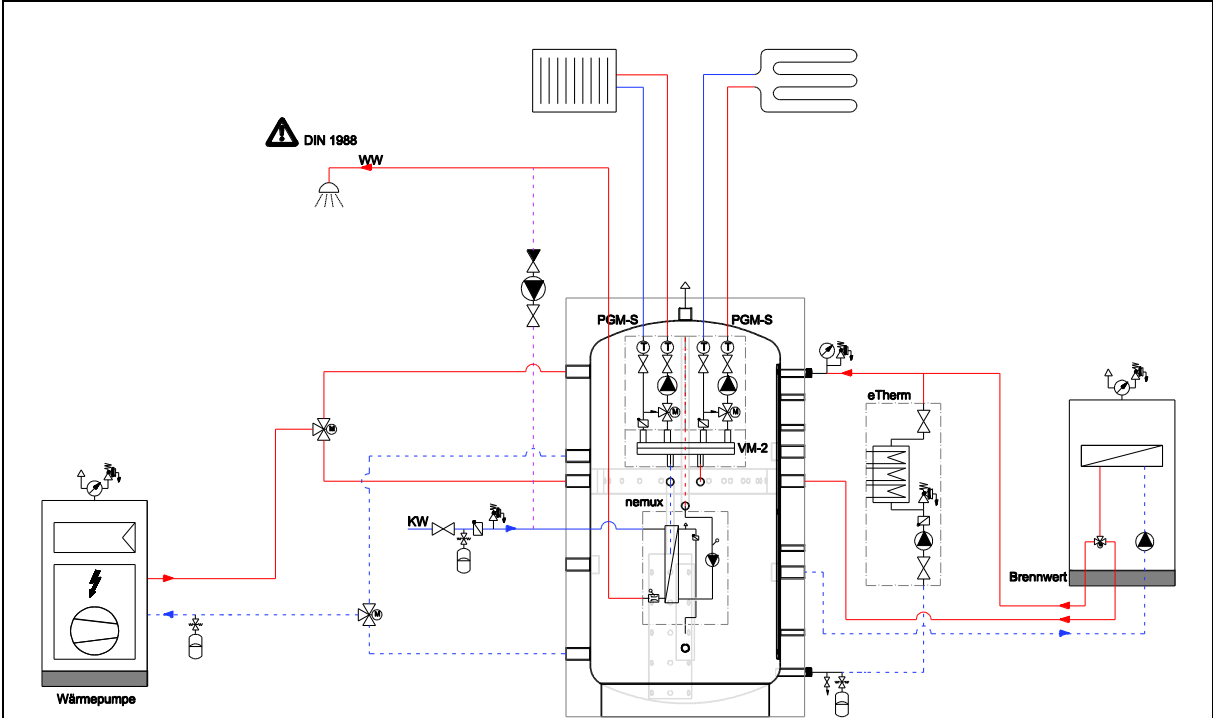 DIN 1988
WW
PGM-S
PGM-S
T
T
T
T
M
M
VM-2
eTherm
M
nemux
KW
Brennwert
M
Wärmepumpe